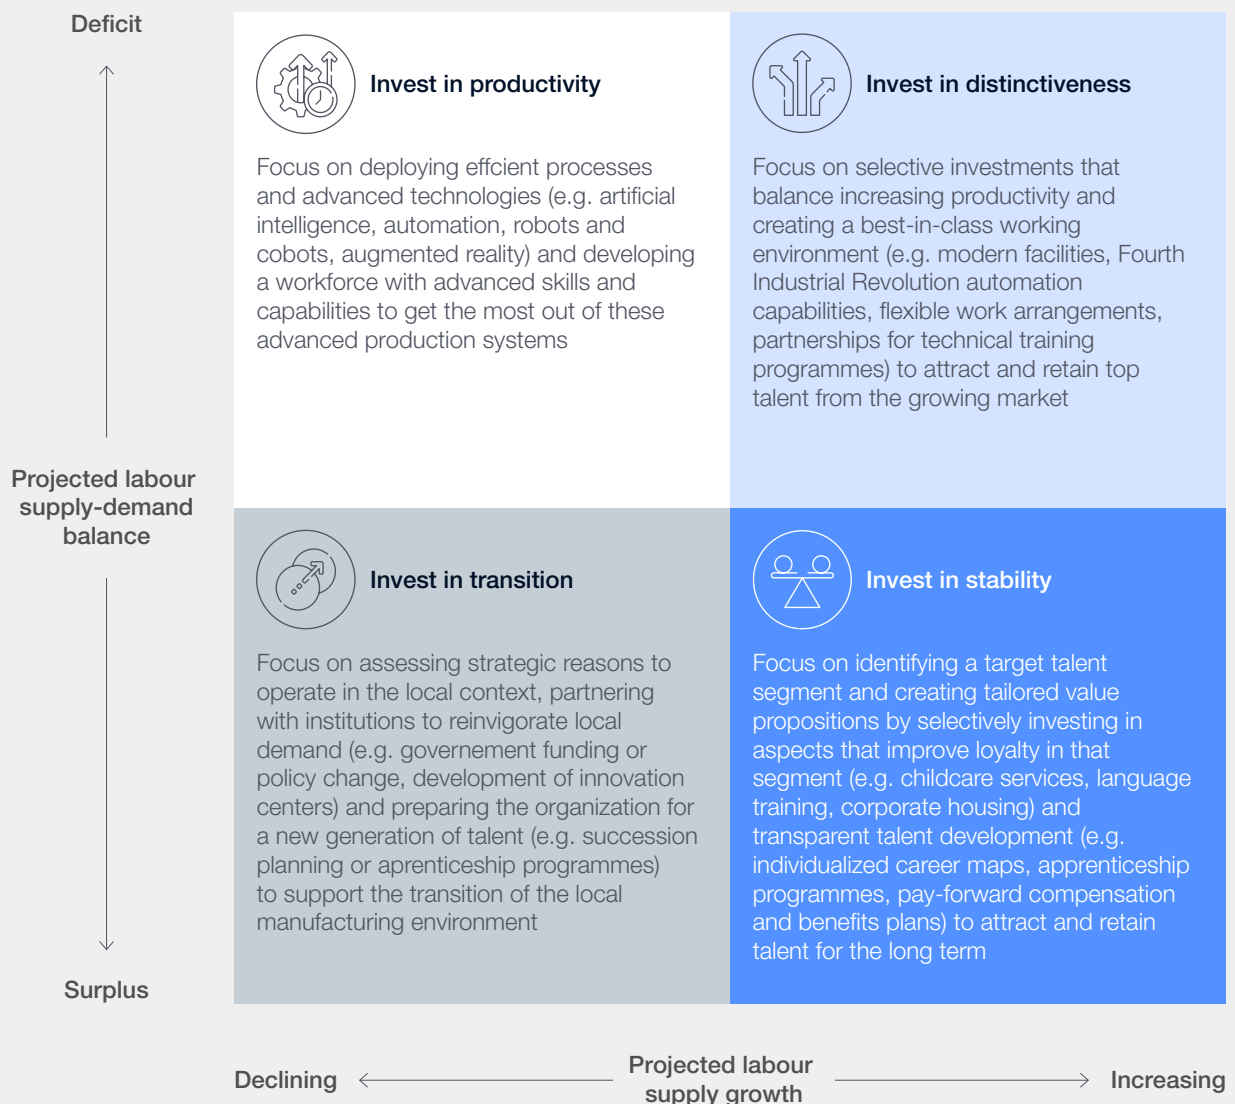 Deficit
Projected labour
supply-demand
balance
Surplus
Invest in productivity
Focus on deploying effcient processes
and advanced technologies (e.g. artificial
intelligence, automation, robots and
cobots, augmented reality) and developing
a workforce with advanced skills and
capabilities to get the most out of these
advanced production systems
Invest in distinctiveness
Focus on selective investments that
balance increasing productivity and
creating a best-in-class working
environment (e.g. modern facilities, Fourth
Industrial Revolution automation
capabilities, flexible work arrangements,
partnerships for technical training
programmes) to attract and retain top
talent from the growing market
Invest in transition
Focus on assessing strategic reasons to
operate in the local context, partnering
with institutions to reinvigorate local
demand (e.g. governement funding or
policy change, development of innovation
centers) and preparing the organization for
a new generation of talent (e.g. succession
planning or aprenticeship programmes)
to support the transition of the local
manufacturing environment
Invest in stability
Focus on identifying a target talent
segment and creating tailored value
propositions by selectively investing in
aspects that improve loyalty in that
segment (e.g. childcare services, language
training, corporate housing) and
transparent talent development (e.g.
individualized career maps, apprenticeship
programmes, pay-forward compensation
and benefits plans) to attract and retain
talent for the long term
Declining
Projected labour
supply growth
Increasing